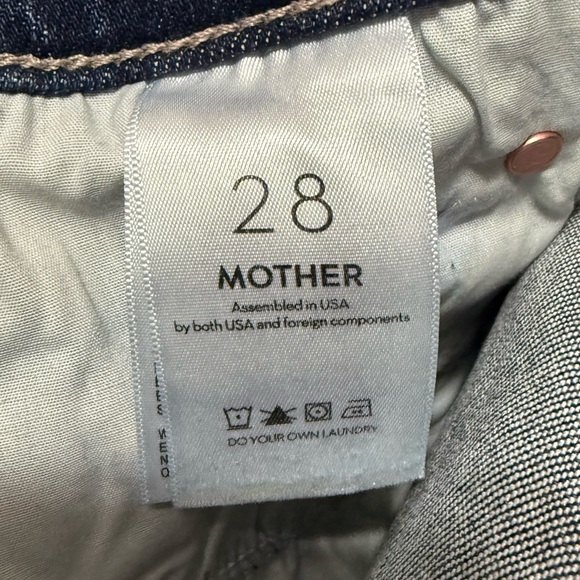 28
MOTHER
Assembled in USA
by both USA and foreign components
DO YOUR OWN LAUNDRY